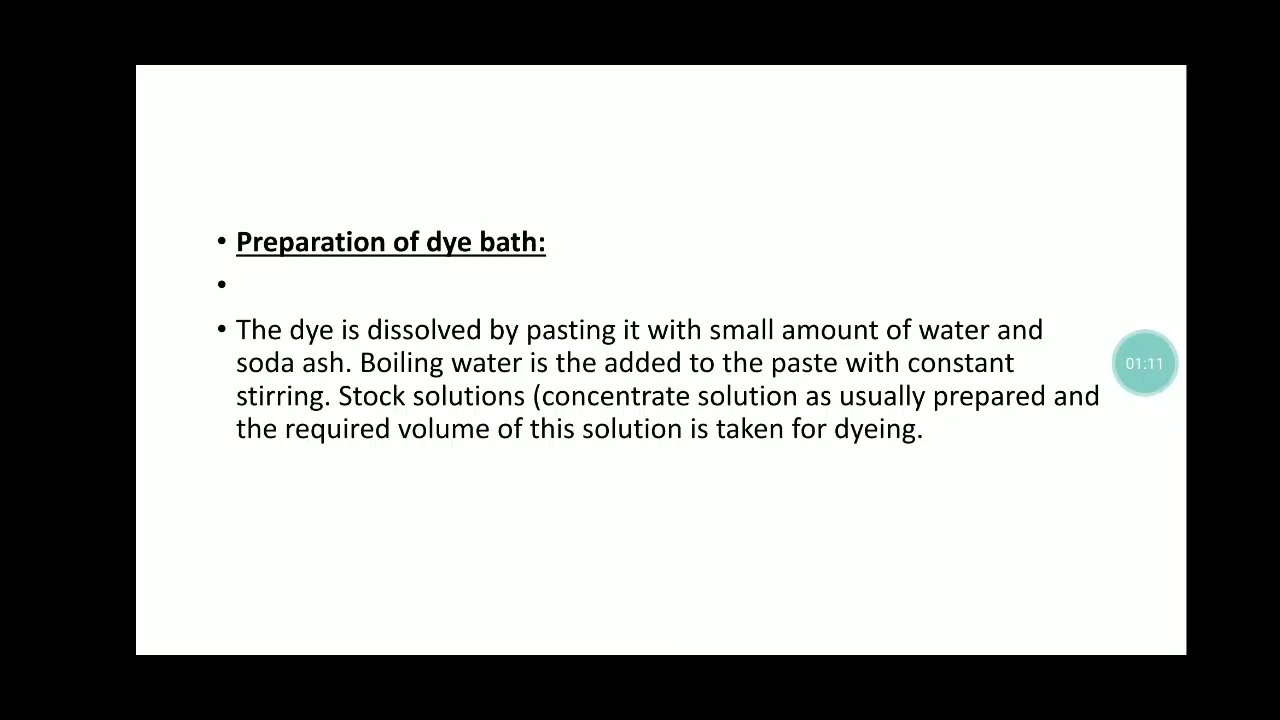 • Preparation of dye bath:
•
• The dye is dissolved by pasting it with small amount of water and
soda ash. Boiling water is the added to the paste with constant
stirring. Stock solutions (concentrate solution as usually prepared and
the required volume of this solution is taken for dyeing.
01:11